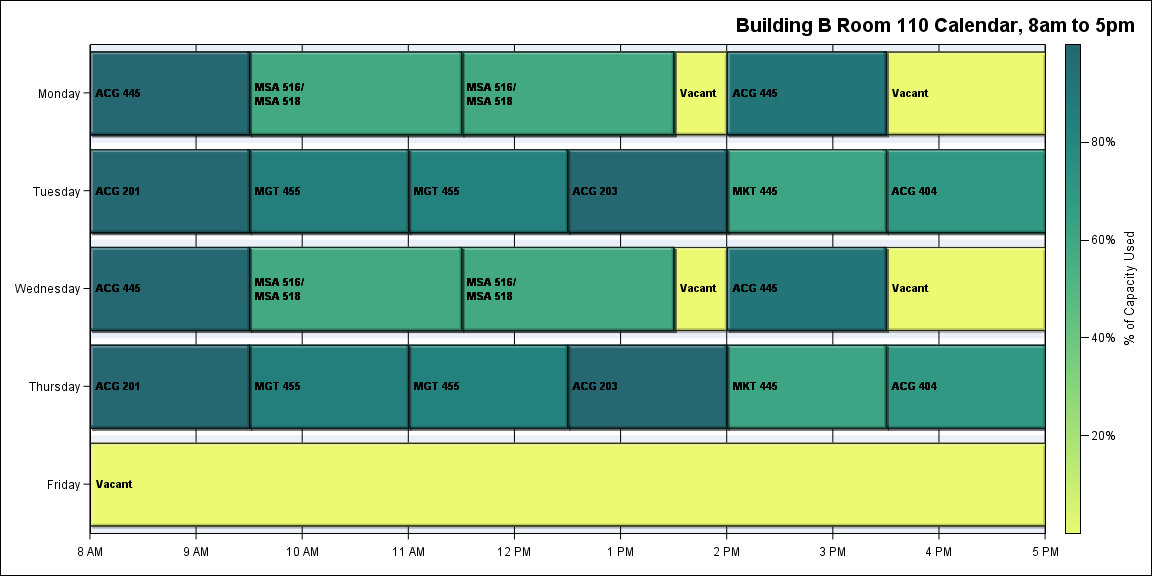 Building B Room 110 Calendar, 8am to 5pm
Monday
ACG 445
MSA 516/
MSA 518
MSA 516/
MSA 518
Vacant
ACG 445
Vacant
Tuesday
ACG 201
MGT 455
MGT 455
ACG 203
MKT 445
ACG 404
Wednesday
ACG 445
MSA 516/
MSA 518
MSA 516/
MSA 518
Vacant
ACG 445
Vacant
Thursday
ACG 201
MGT 455
MGT 455
ACG 203
MKT 445
ACG 404
Friday
Vacant
8 AM
9 AM
10 AM
11 AM
12 PM
1 PM
2 PM
3 PM
4 PM
5 PM
80%
60%
40%
20%
% of Capacity Used